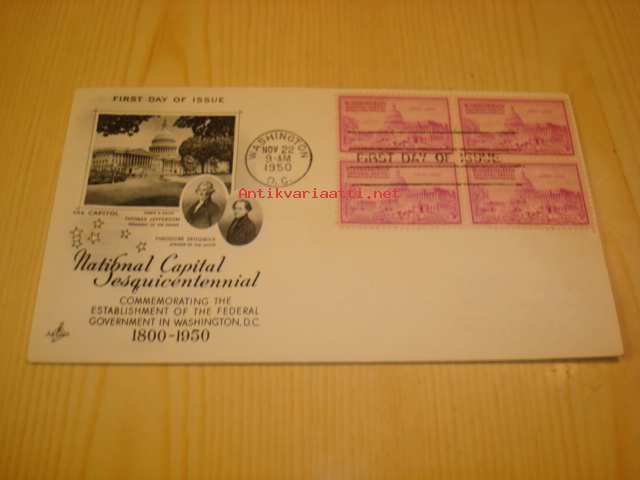 FIRST DAY OF ISSUE
WASHINGTON
NOV 22
9-AM
1950
D.C.
FIRST DAY OF ISSUE
Antikvariaatti.net
THE CAPITOL
THOMAS JEFFERSON
THEODORE SEDGWICK
National Capital
Sesquicentennial
COMMEMORATING THE
ESTABLISHMENT OF THE FEDERAL
GOVERNMENT IN WASHINGTON, D.C.
1800-1950